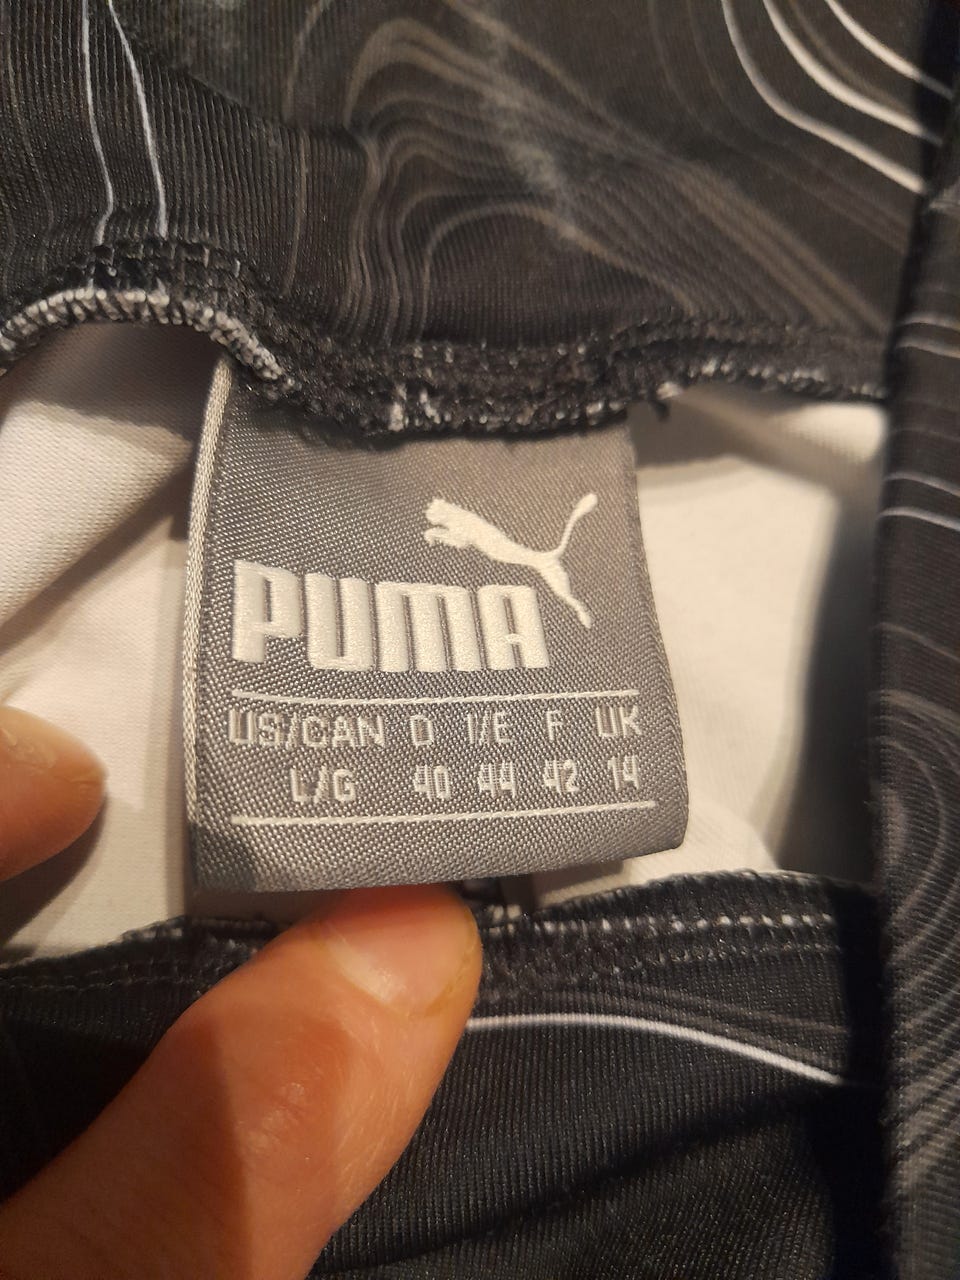 PUMA
US/CAN D I/E F UK
L/G 40 44 42 14